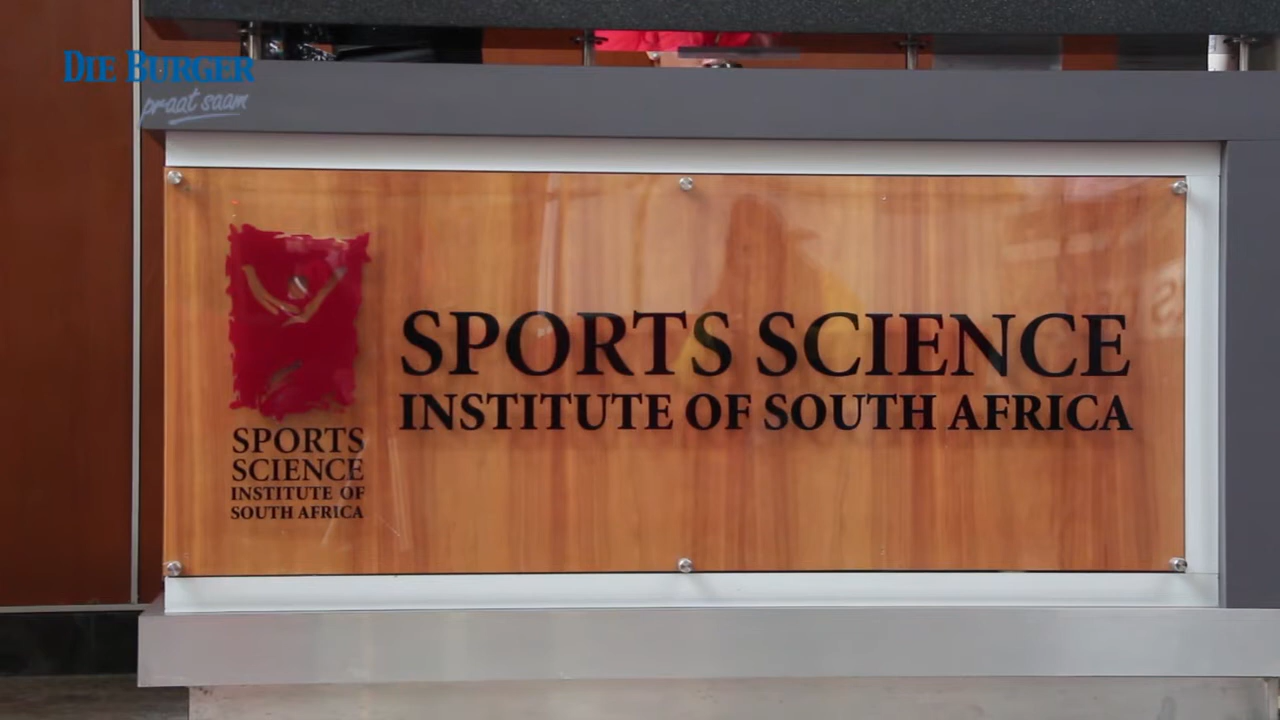 DIE BURGER
praat saam
SPORTS SCIENCE
INSTITUTE OF SOUTH AFRICA
SPORTS
SCIENCE
INSTITUTE OF
SOUTH AFRICA